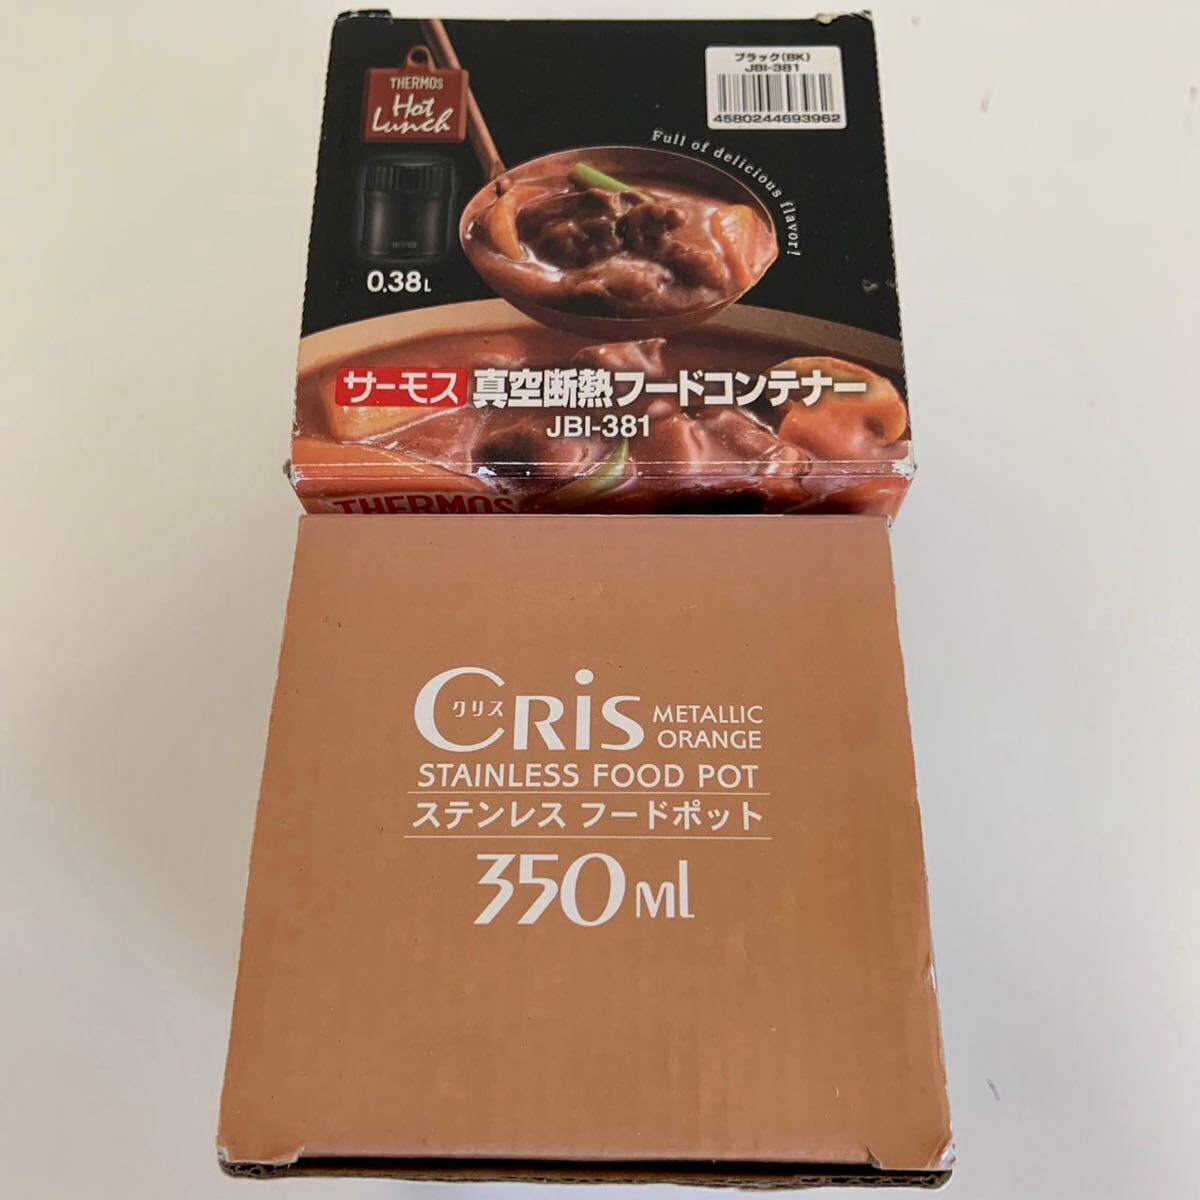 THERMOS
Hot
Lunch
ブラック(BK)
JBI-381
4580244693962
Full of delicious flavor!
THERMOS
0.38L
サーモス 真空断熱フードコンテナー
JBI-381
THERMOS
CRiS クリス METALLIC
ORANGE
STAINLESS FOOD POT
ステンレス フードポット
350ml